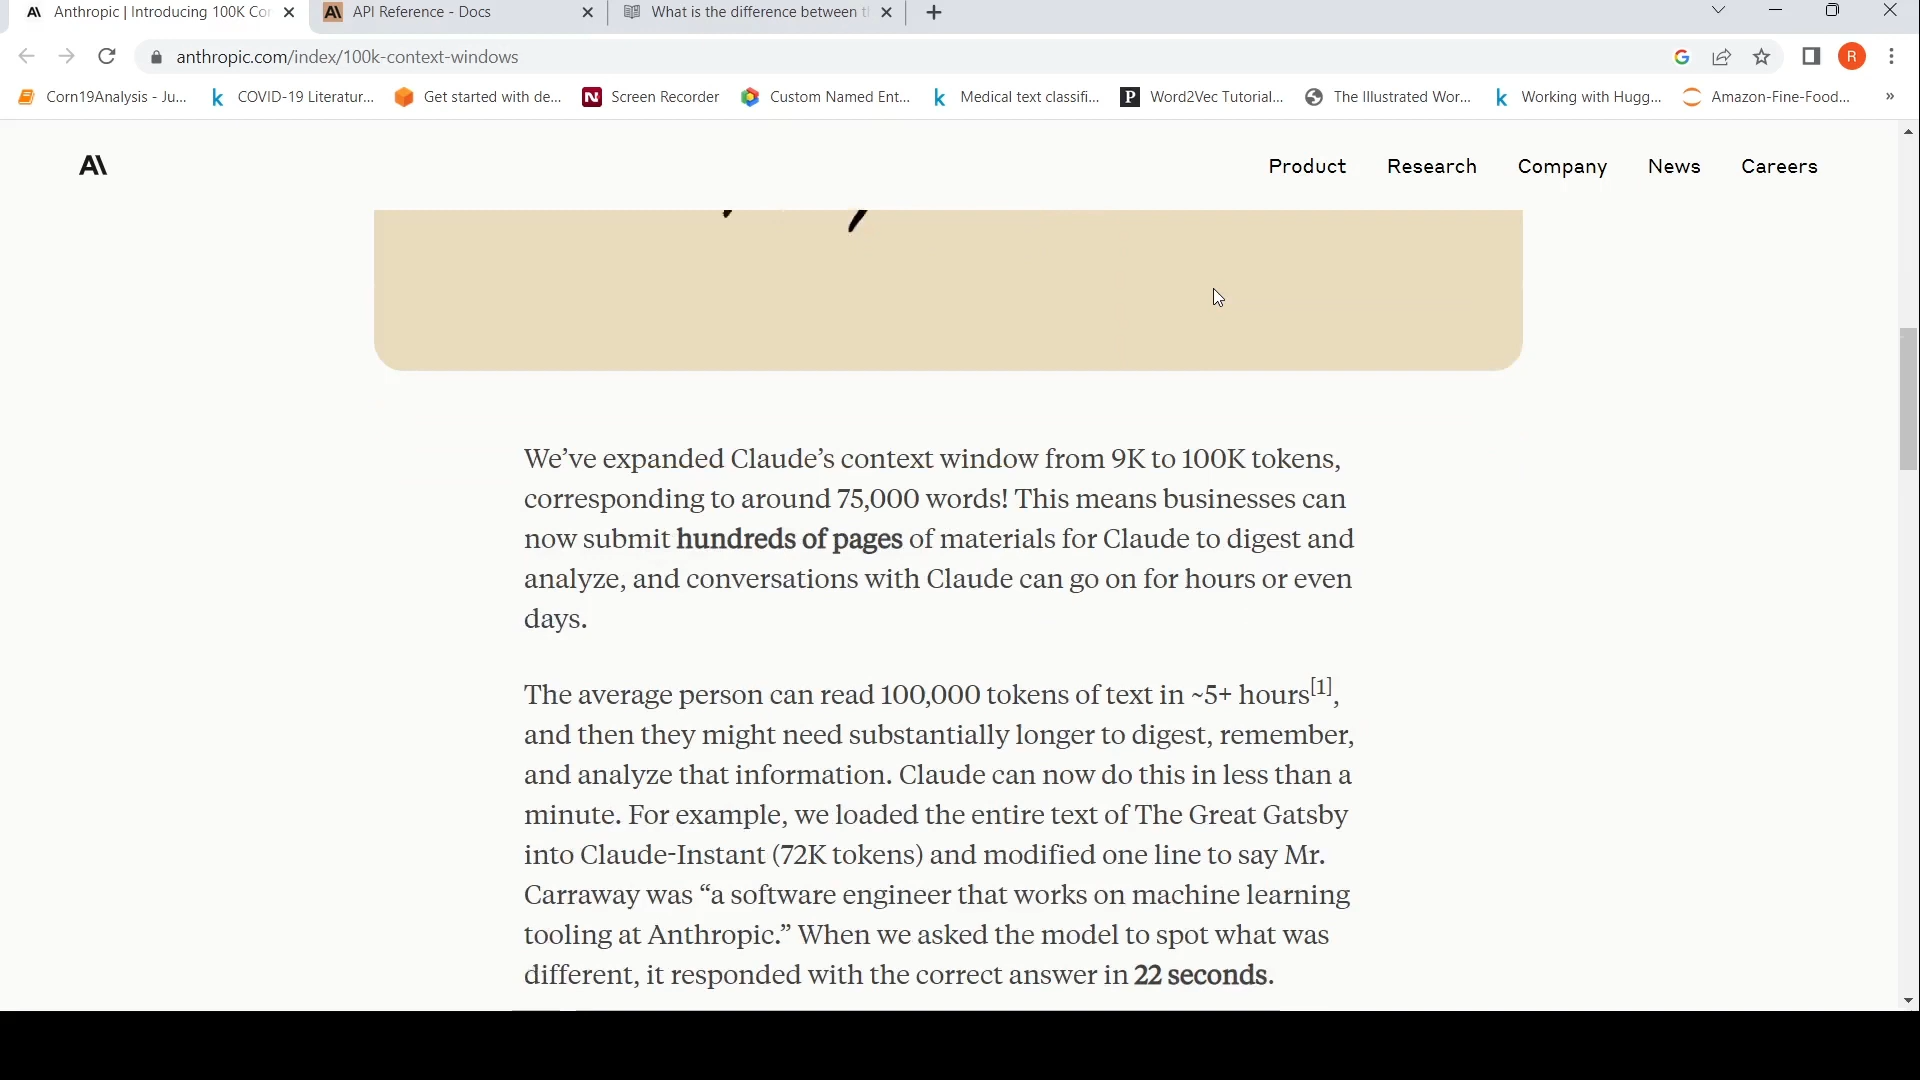 Anthropic | Introducing 100K Co
API Reference - Docs
What is the difference between t
anthropic.com/index/100k-context-windows
R
Corn19Analysis - Ju...
COVID-19 Literatur...
Get started with de...
Screen Recorder
Custom Named Ent...
Medical text classifi...
Word2Vec Tutorial...
The Illustrated Wor...
Working with Hugg...
Amazon-Fine-Food...
»
Product
Research
Company
News
Careers
We’ve expanded Claude’s context window from 9K to 100K tokens,
corresponding to around 75,000 words! This means businesses can
now submit hundreds of pages of materials for Claude to digest and
analyze, and conversations with Claude can go on for hours or even
days.
The average person can read 100,000 tokens of text in ~5+ hours[1],
and then they might need substantially longer to digest, remember,
and analyze that information. Claude can now do this in less than a
minute. For example, we loaded the entire text of The Great Gatsby
into Claude-Instant (72K tokens) and modified one line to say Mr.
Carraway was “a software engineer that works on machine learning
tooling at Anthropic.” When we asked the model to spot what was
different, it responded with the correct answer in 22 seconds.